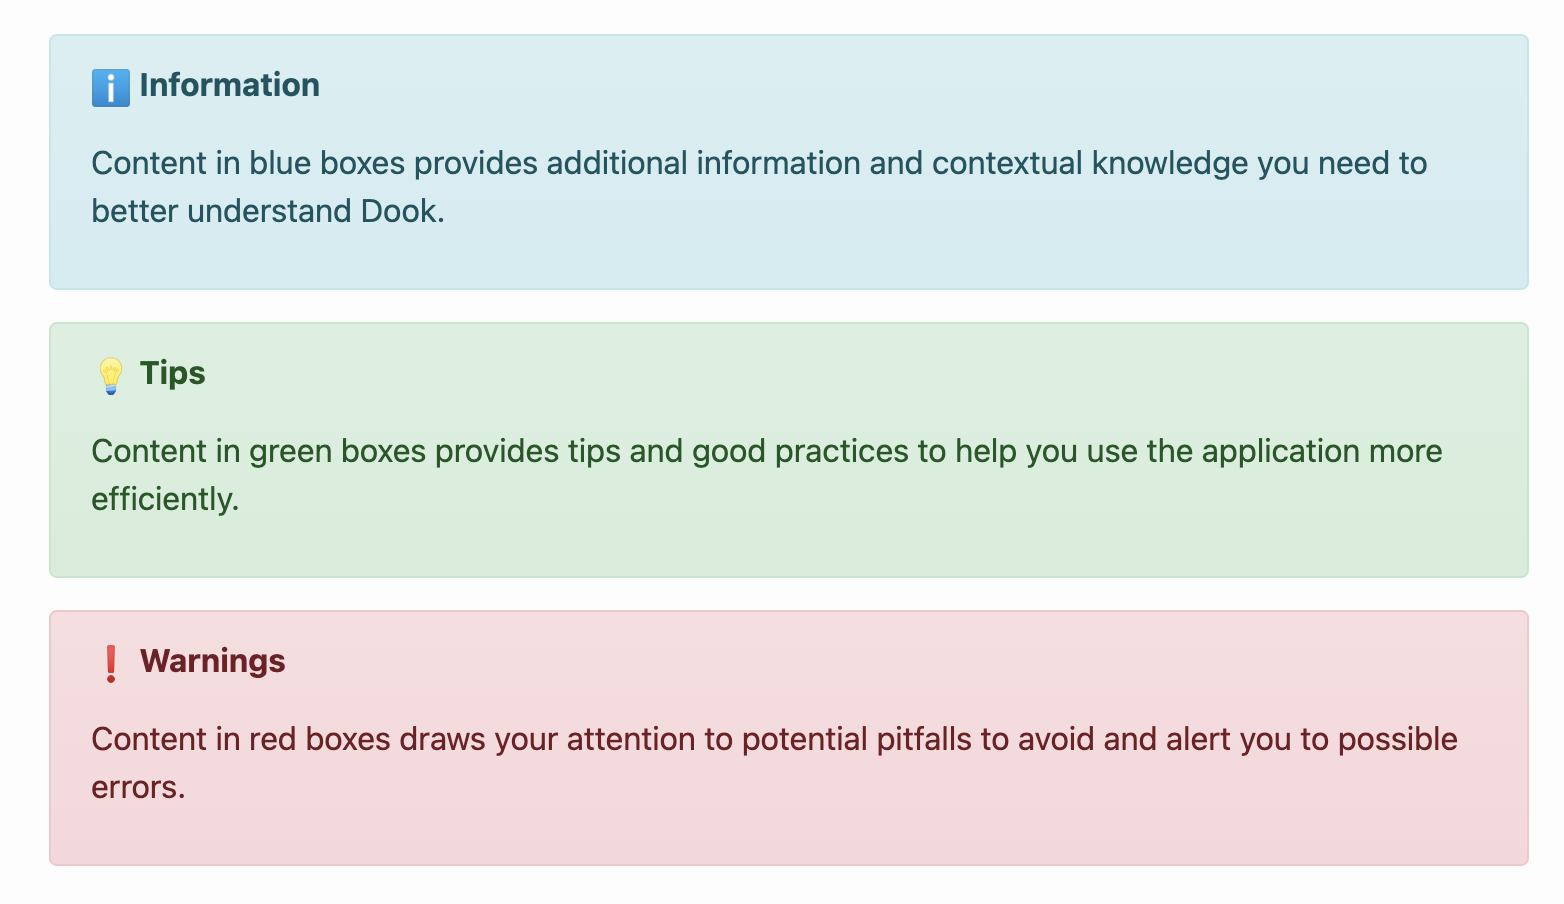 ℹ️ Information
Content in blue boxes provides additional information and contextual knowledge you need to
better understand Dook.
💡 Tips
Content in green boxes provides tips and good practices to help you use the application more
efficiently.
❗ Warnings
Content in red boxes draws your attention to potential pitfalls to avoid and alert you to possible
errors.